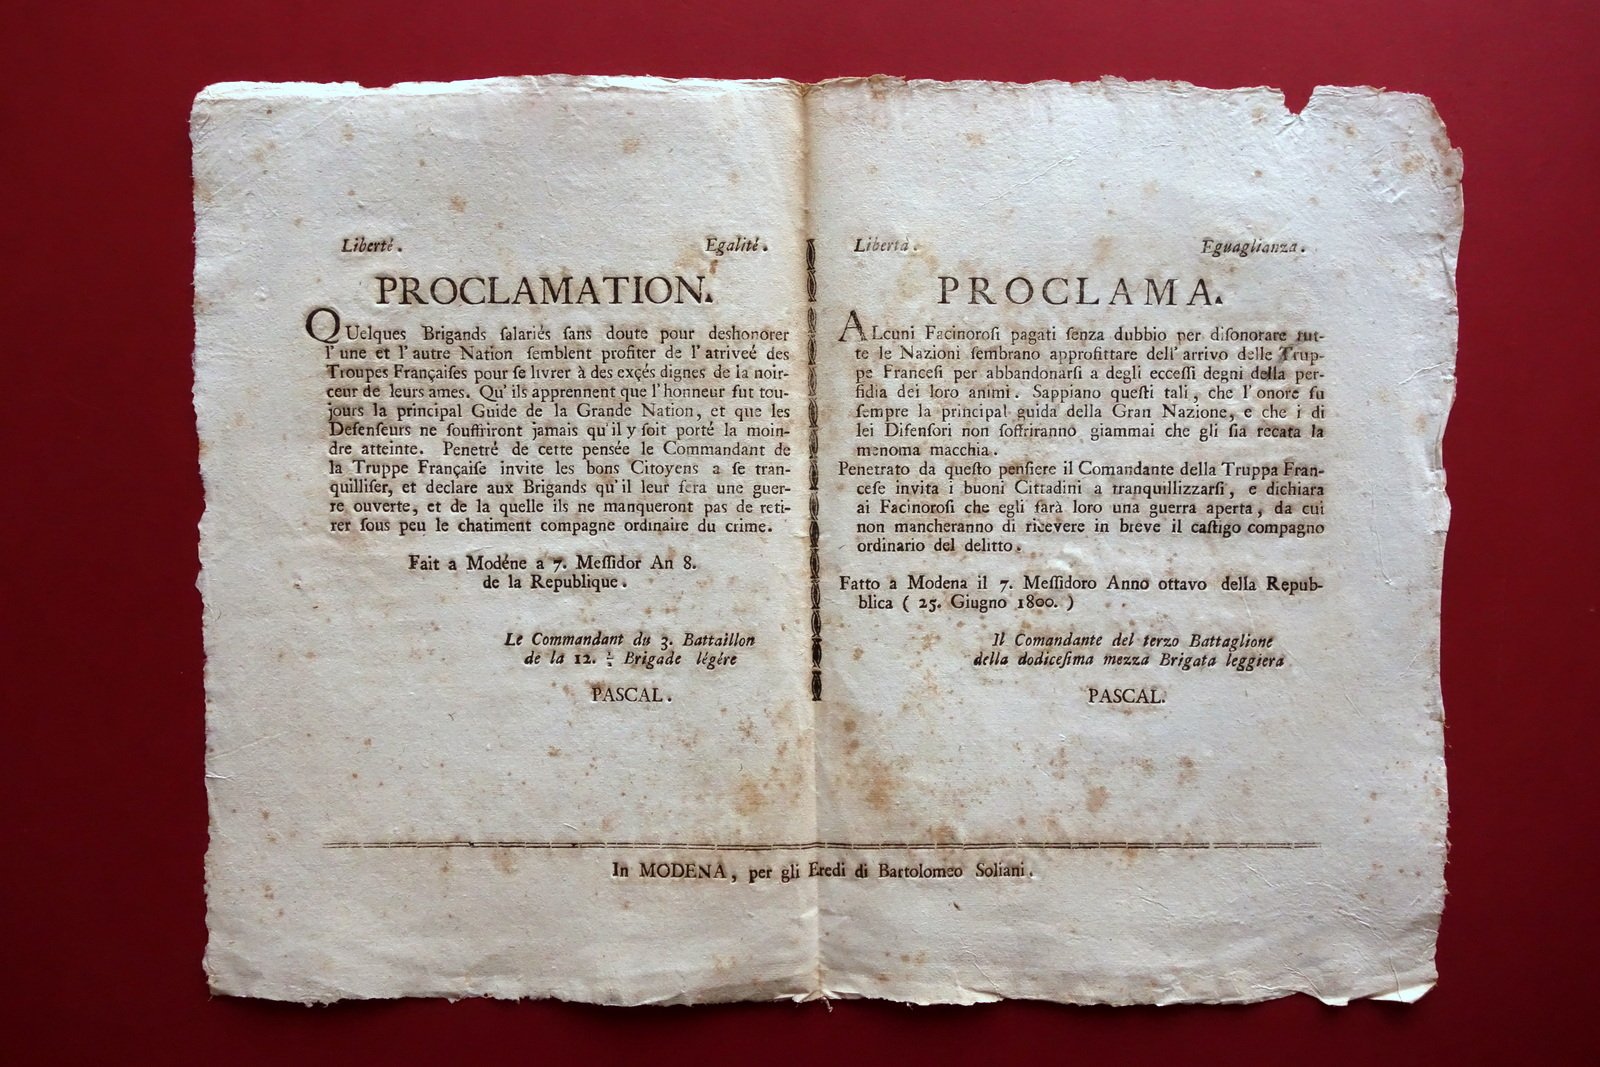 Liberté. Egalité.
PROCLAMATION.
QUelques Brigands ſalariés ſans doute pour deshonorer
l'une et l'autre Nation ſemblent profiter de l'atriveé des
Troupes Françaiſes pour ſe livrer à des exçés dignes de la noir-
ceur de leurs ames. Qu'ils apprennent que l'honneur fut tou-
jours la principal Guide de la Grande Nation, et que les
Defenſeurs ne ſouffriront jamais qu'il y ſoit porté la moin-
dre atteinte. Penetré de cette penſée le Commandant de
la Truppe Françaiſe invite les bons Citoyens a ſe tran-
quilliſer, et declare aux Brigands qu'il leur ſera une guer-
re ouverte, et de la quelle ils ne manqueront pas de reti-
rer ſous peu le chatiment compagne ordinaire du crime.
Fait a Modéne a 7. Meſſidor An 8.
de la Republique.
Le Commandant du 3. Battaillon
de la 12. ½ Brigade légére
PASCAL.
Libertà. Eguaglianza.
PROCLAMA.
ALcuni Facinoroſi pagati ſenza dubbio per diſonorare tut-
te le Nazioni ſembrano approfittare dell'arrivo delle Trup-
pe Franceſi per abbandonarſi a degli ecceſſi degni della per-
fidia dei loro animi. Sappiano queſti tali, che l'onore fu
ſempre la principal guida della Gran Nazione, e che i di
lei Difenſori non ſoffriranno giammai che gli ſia recata la
menoma macchia.
Penetrato da queſto penſiere il Comandante della Truppa Fran-
ceſe invita i buoni Cittadini a tranquillizzarſi, e dichiara
ai Facinoroſi che egli farà loro una guerra aperta, da cui
non mancheranno di ricevere in breve il caſtigo compagno
ordinario del delitto.
Fatto a Modena il 7. Meſſidoro Anno ottavo della Repub-
blica ( 25. Giugno 1800. )
Il Comandante del terzo Battaglione
della dodiceſima mezza Brigata leggiera
PASCAL.
In MODENA, per gli Eredi di Bartolomeo Soliani.